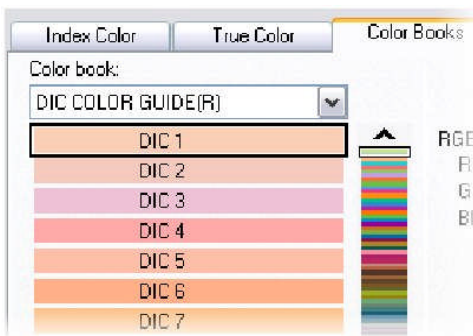 Index Color True Color Color Books
Color book:
DIC COLOR GUIDE(R)
DIC 1
DIC 2
DIC 3
DIC 4
DIC 5
DIC 6
DIC 7